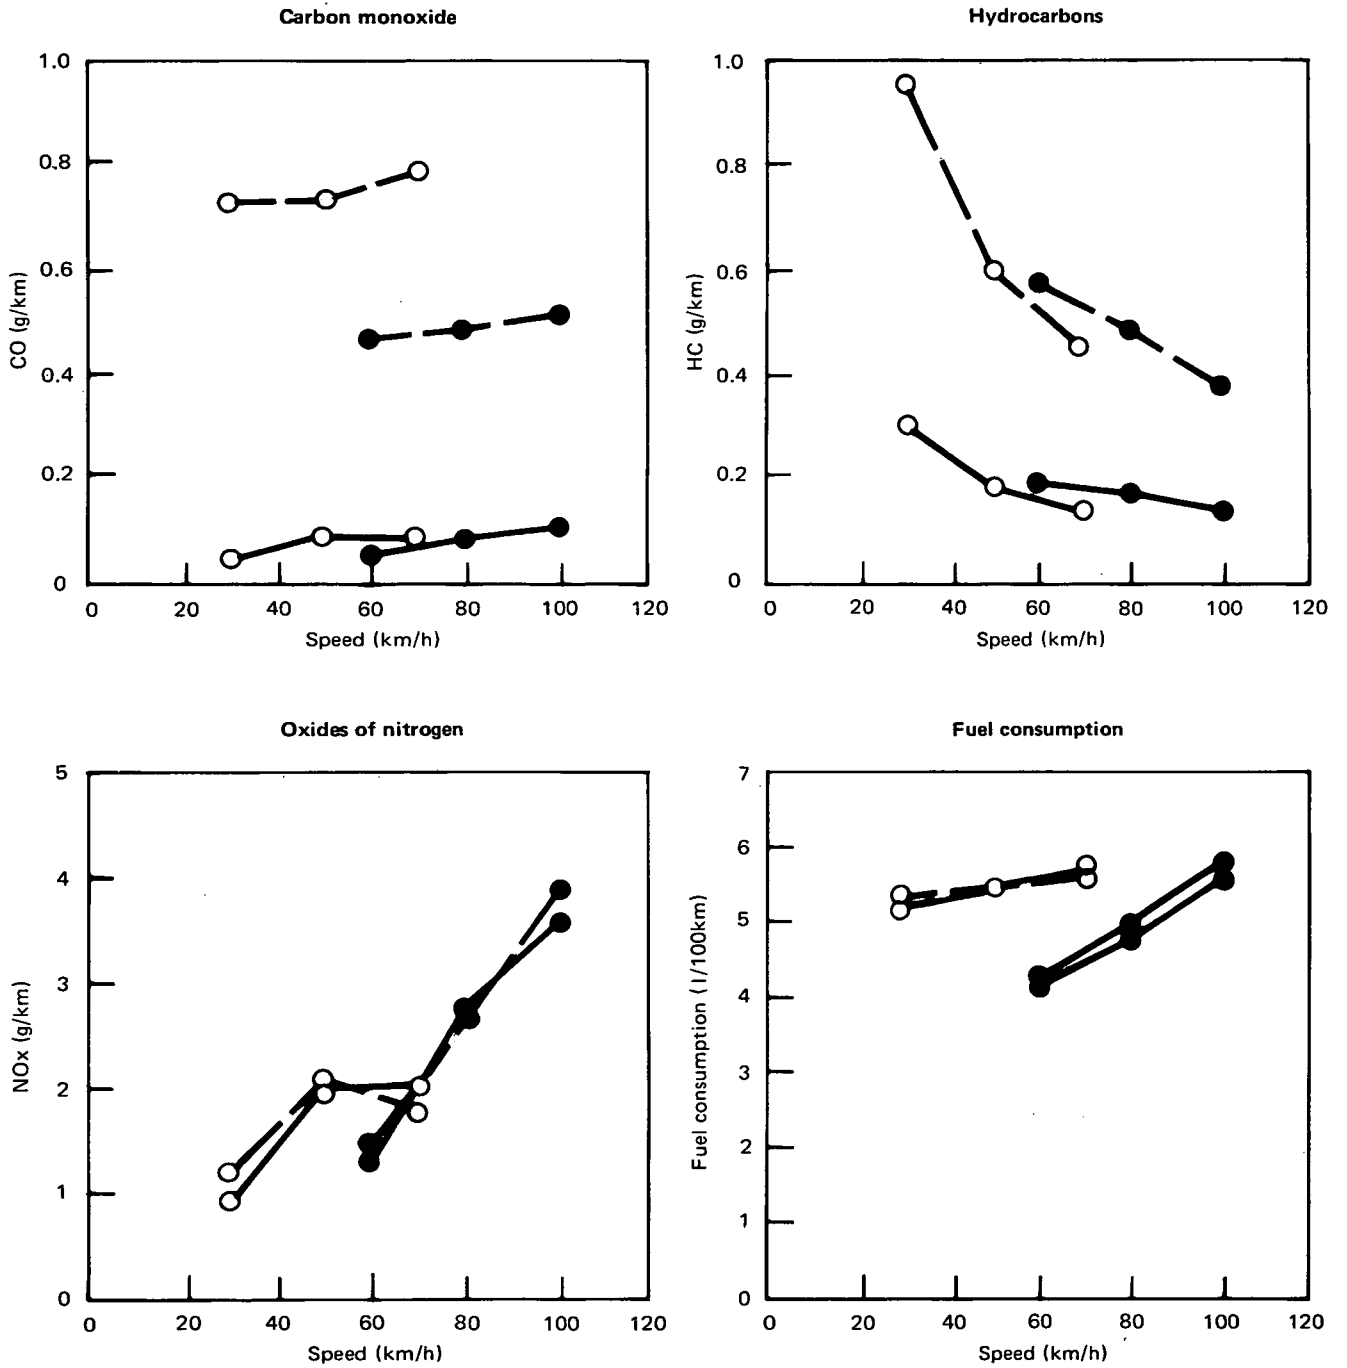 Carbon monoxide
1.0
0.8
0.6
0.4
0.2
0
CO (g/km)
0 20 40 60 80 100 120
Speed (km/h)
Hydrocarbons
1.0
0.8
0.6
0.4
0.2
0
HC (g/km)
0 20 40 60 80 100 120
Speed (km/h)
Oxides of nitrogen
5
4
3
2
1
0
NOx (g/km)
0 20 40 60 80 100 120
Speed (km/h)
Fuel consumption
7
6
5
4
3
2
1
0
Fuel consumption (l/100km)
0 20 40 60 80 100 120
Speed (km/h)